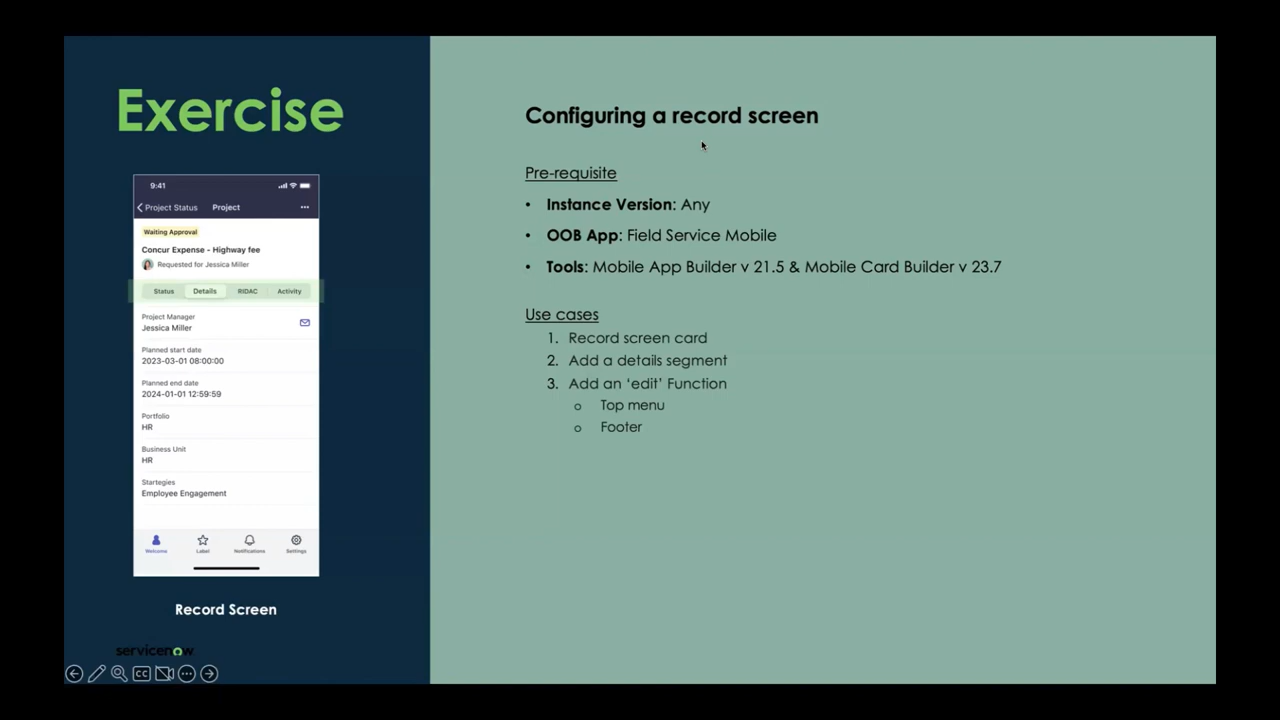 Exercise
9:41
Project Status
Project
Waiting Approval
Concur Expense - Highway fee
Requested for Jessica Miller
Status
Details
RIDAC
Activity
Project Manager
Jessica Miller
Planned start date
2023-03-01 08:00:00
Planned end date
2024-01-01 12:59:59
Portfolio
HR
Business Unit
HR
Startegies
Employee Engagement
Welcome
Label
Notifications
Settings
Record Screen
servicenow
CC
Configuring a record screen
Pre-requisite
• Instance Version: Any
• OOB App: Field Service Mobile
• Tools: Mobile App Builder v 21.5 & Mobile Card Builder v 23.7
Use cases
1. Record screen card
2. Add a details segment
3. Add an ‘edit’ Function
o Top menu
o Footer